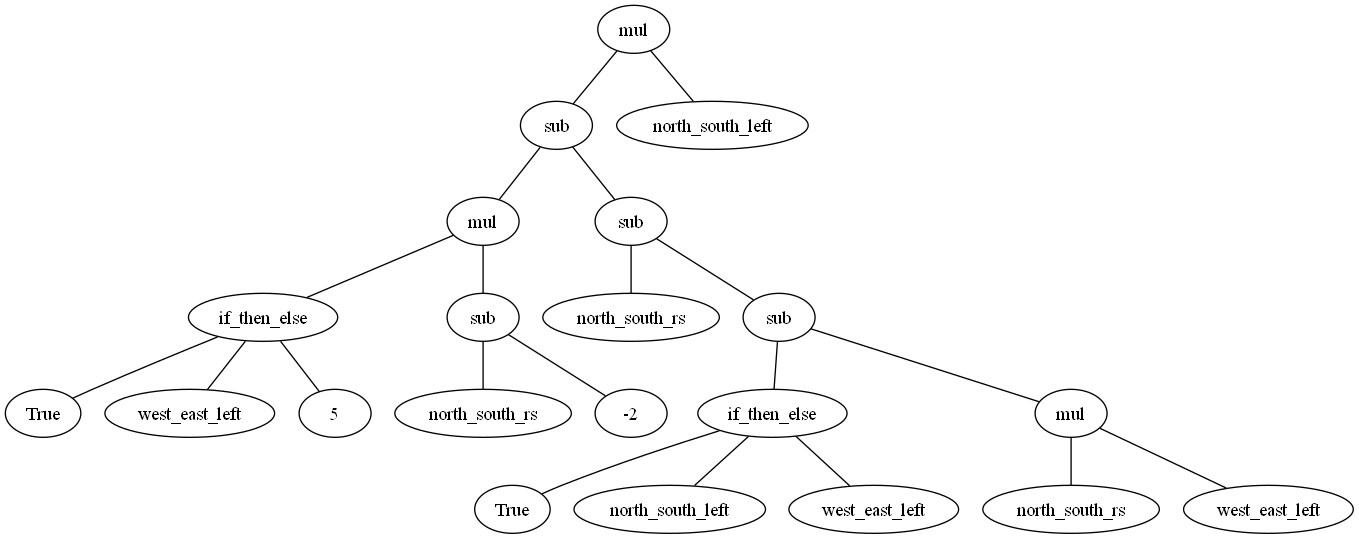 mul
sub
north_south_left
mul
sub
if_then_else
sub
north_south_rs
sub
True
west_east_left
5
north_south_rs
-2
if_then_else
mul
True
north_south_left
west_east_left
north_south_rs
west_east_left